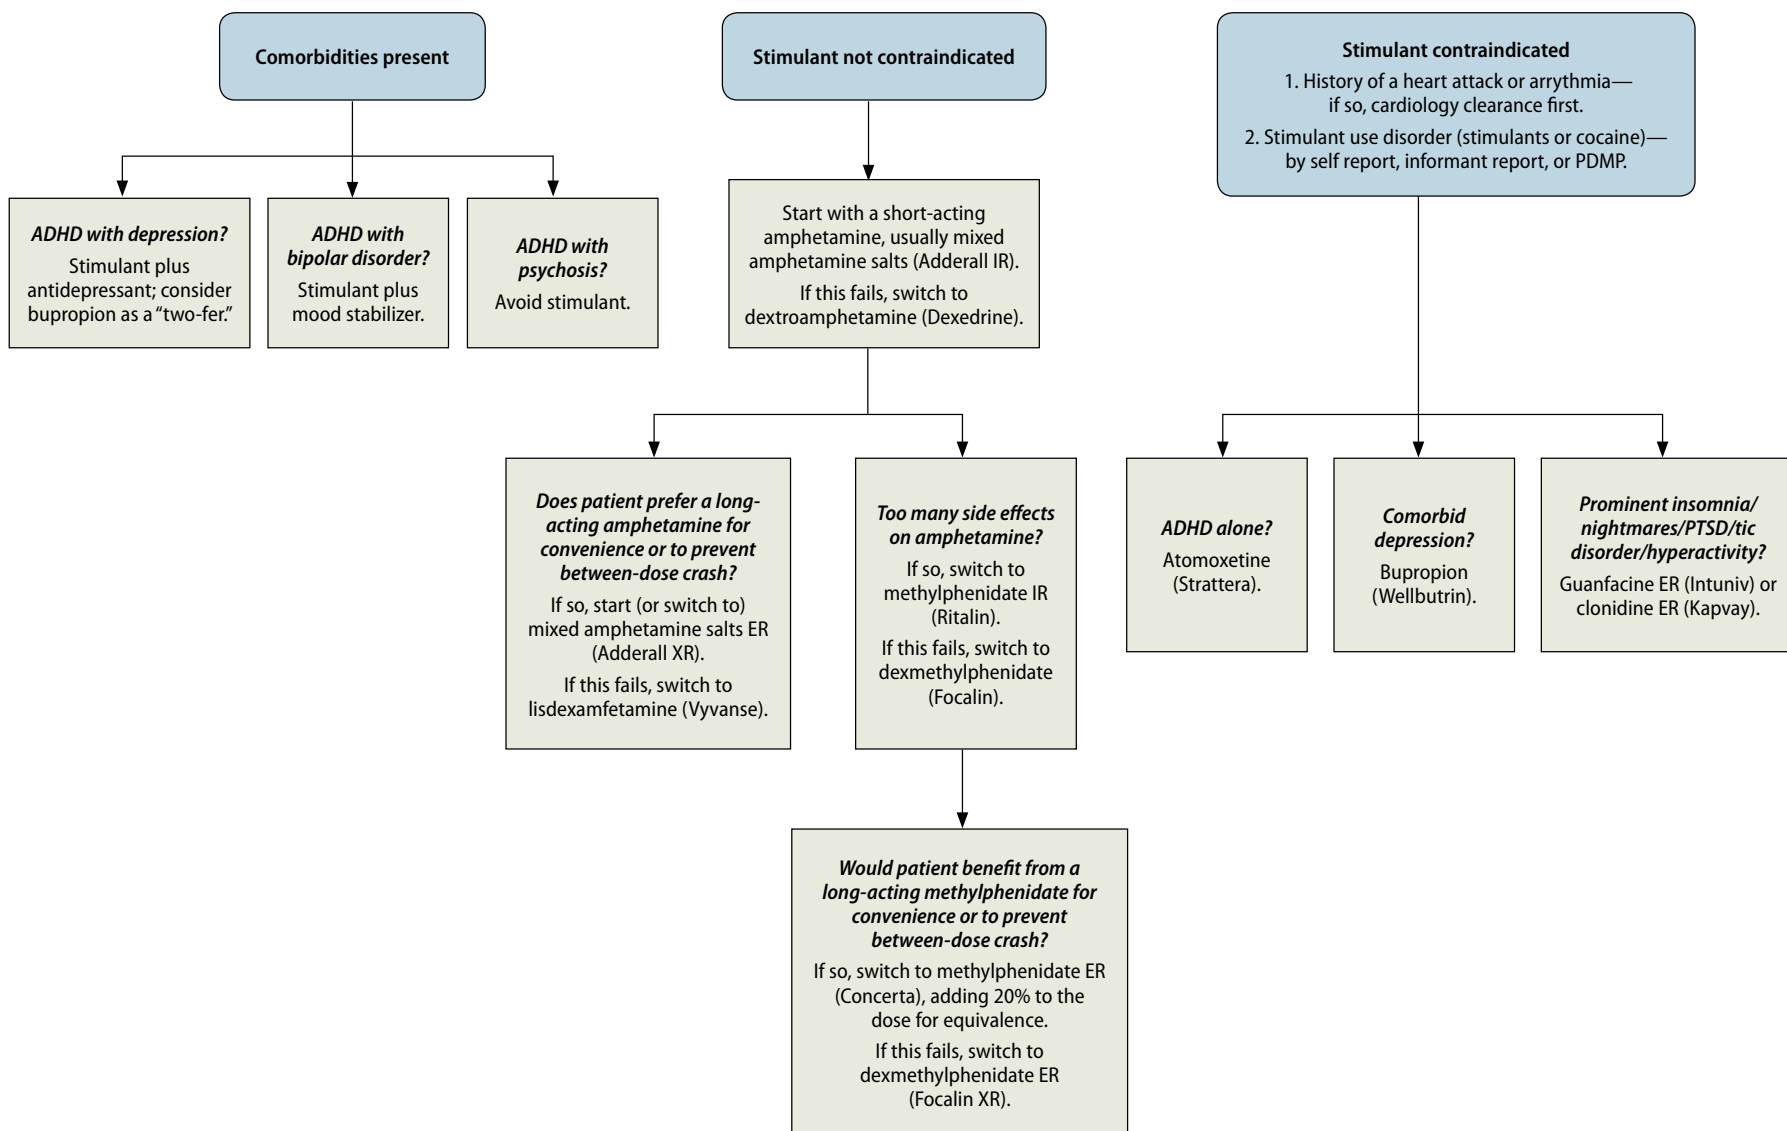 Comorbidities present
ADHD with depression?
Stimulant plus
antidepressant; consider
bupropion as a “two-fer.”
ADHD with
bipolar disorder?
Stimulant plus
mood stabilizer.
ADHD with
psychosis?
Avoid stimulant.
Stimulant not contraindicated
Start with a short-acting
amphetamine, usually mixed
amphetamine salts (Adderall IR).
If this fails, switch to
dextroamphetamine (Dexedrine).
Does patient prefer a long-
acting amphetamine for
convenience or to prevent
between-dose crash?
If so, start (or switch to)
mixed amphetamine salts ER
(Adderall XR).
If this fails, switch to
lisdexamfetamine (Vyvanse).
Too many side effects
on amphetamine?
If so, switch to
methylphenidate IR
(Ritalin).
If this fails, switch to
dexmethylphenidate
(Focalin).
Would patient benefit from a
long-acting methylphenidate for
convenience or to prevent
between-dose crash?
If so, switch to methylphenidate ER
(Concerta), adding 20% to the
dose for equivalence.
If this fails, switch to
dexmethylphenidate ER
(Focalin XR).
Stimulant contraindicated
1. History of a heart attack or arrythmia—
if so, cardiology clearance first.
2. Stimulant use disorder (stimulants or cocaine)—
by self report, informant report, or PDMP.
ADHD alone?
Atomoxetine
(Strattera).
Comorbid
depression?
Bupropion
(Wellbutrin).
Prominent insomnia/
nightmares/PTSD/tic
disorder/hyperactivity?
Guanfacine ER (Intuniv) or
clonidine ER (Kapvay).